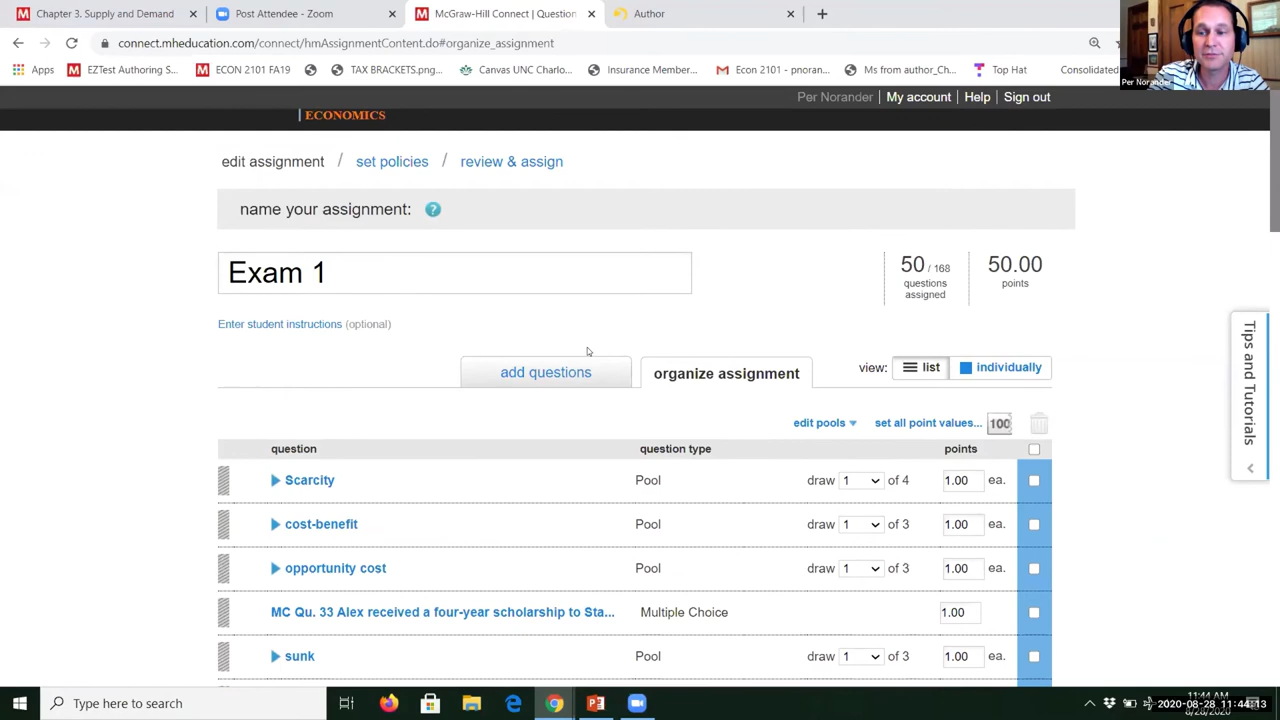 Chapter 3. Supply and Demand
Post Attendee - Zoom
McGraw-Hill Connect | Question
Author
connect.mheducation.com/connect/hmAssignmentContent.do#organize_assignment
Apps
EZTest Authoring S...
ECON 2101 FA19
TAX BRACKETS.png...
Canvas UNC Charlo...
Insurance Member...
Econ 2101 - pnoran...
Ms from author_Ch...
Top Hat
Consolidated
Per Norander
Per Norander
My account
Help
Sign out
ECONOMICS
edit assignment / set policies / review & assign
name your assignment: ?
Exam 1
50 / 168
questions
assigned
50.00
points
Enter student instructions (optional)
add questions
organize assignment
view: list individually
edit pools set all point values... 100
question question type points
Scarcity Pool draw 1 of 4 1.00 ea.
cost-benefit Pool draw 1 of 3 1.00 ea.
opportunity cost Pool draw 1 of 3 1.00 ea.
MC Qu. 33 Alex received a four-year scholarship to Sta... Multiple Choice 1.00
sunk Pool draw 1 of 3 1.00 ea.
Tips and Tutorials
Type here to search
11:44 AM
2020-08-28 11:44:13